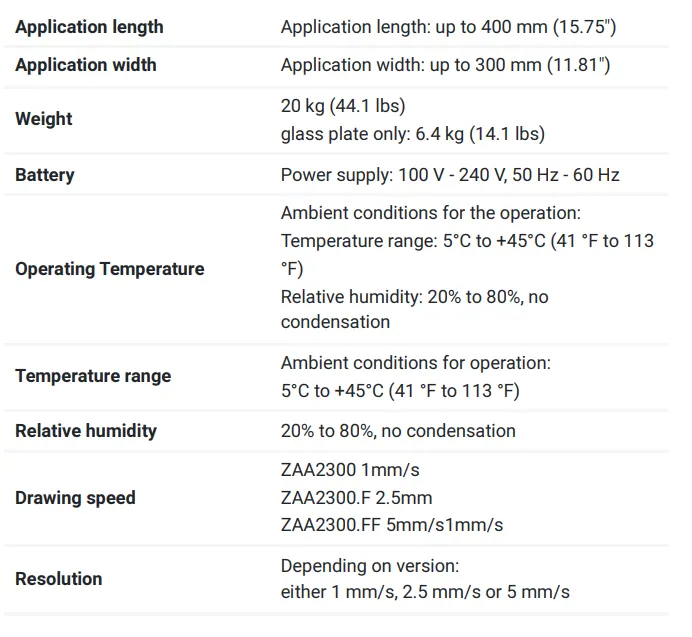 Application length
Application length: up to 400 mm (15.75")
Application width
Application width: up to 300 mm (11.81")
Weight
20 kg (44.1 lbs)
glass plate only: 6.4 kg (14.1 lbs)
Battery
Power supply: 100 V - 240 V, 50 Hz - 60 Hz
Operating Temperature
Ambient conditions for the operation:
Temperature range: 5°C to +45°C (41 °F to 113
°F)
Relative humidity: 20% to 80%, no
condensation
Temperature range
Ambient conditions for operation:
5°C to +45°C (41 °F to 113 °F)
Relative humidity
20% to 80%, no condensation
Drawing speed
ZAA2300 1mm/s
ZAA2300.F 2.5mm
ZAA2300.FF 5mm/s1mm/s
Resolution
Depending on version:
either 1 mm/s, 2.5 mm/s or 5 mm/s